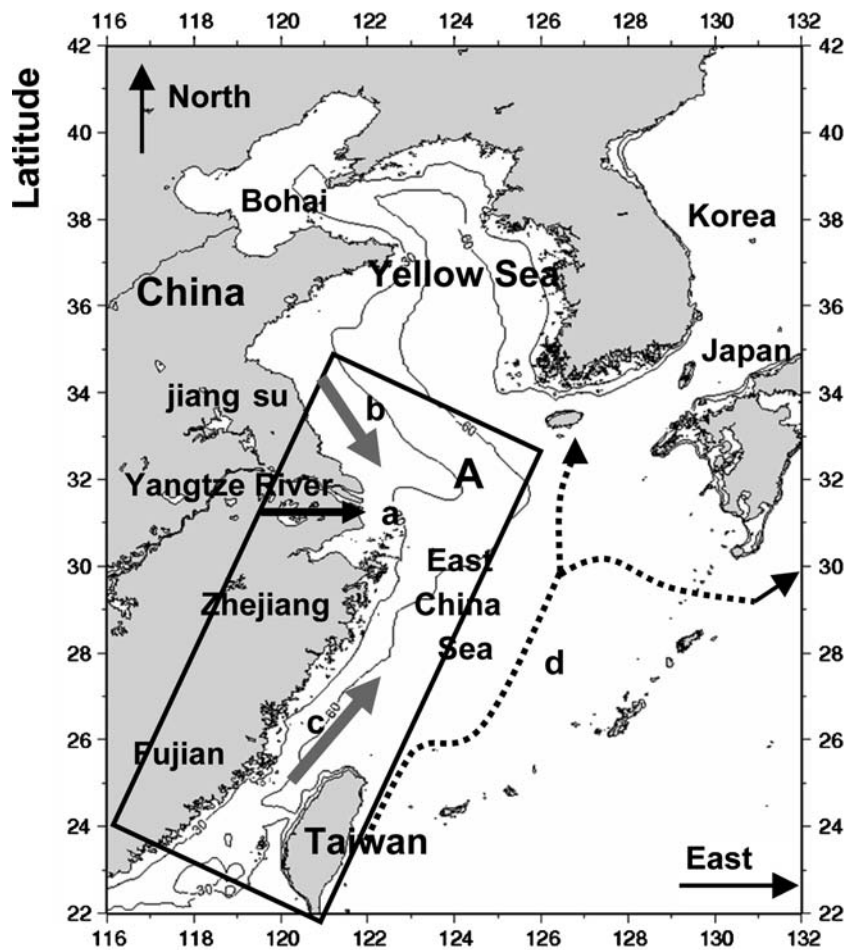 116 118 120 122 124 126 128 130 132
42 42
North
40 40
Latitude
Bohai
38 38
Korea
60
30
Yellow Sea
China
36 36
Japan
34 34
jiang su
b
60
A
32 32
Yangtze River
a
30 30
East
Zhejiang
China
Sea
28 28
d
60
c
26 26
Fujian
24 24
30
Taiwan
East
30
22 22
116 118 120 122 124 126 128 130 132